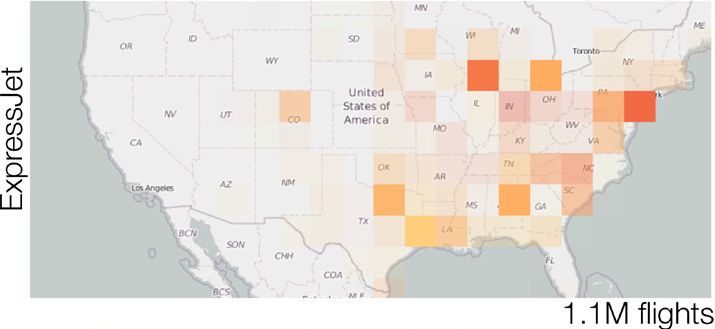 ExpressJet
MN
ME
OR
ID
SD
WI
MI
Toronto
WY
NY
IA
PA
rk
United
States of
America
NV
UT
CO
IL
IN
OH
MO
WV
CA
KY
VA
OK
TN
NC
Los Angeles
AZ
NM
AR
SC
MS
GA
TX
LA
BCN
SON
CHH
FL
COA
BCS
NLE
1.1M flights